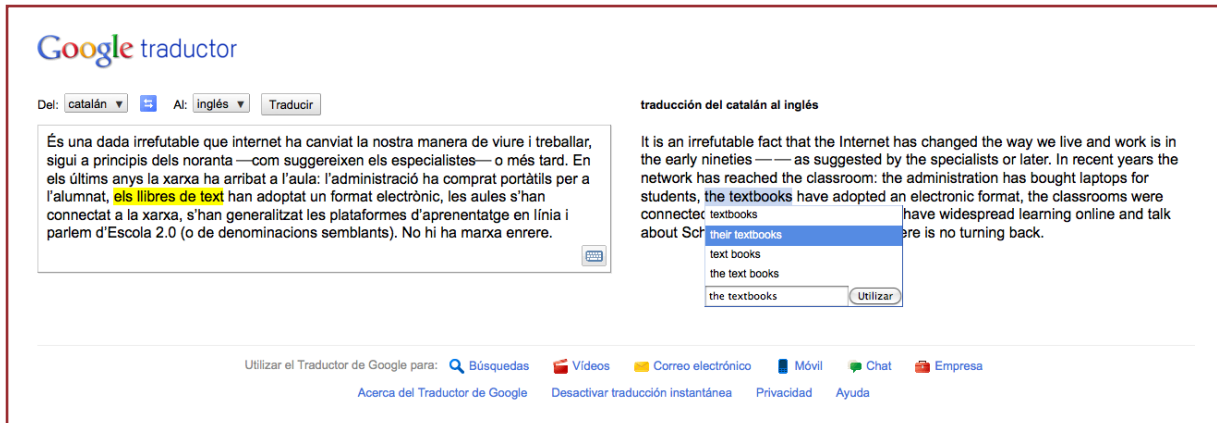 Google traductor
Del: catalán Al: inglés Traducir
És una dada irrefutable que internet ha canviat la nostra manera de viure i treballar,
sigui a principis dels noranta —com suggereixen els especialistes— o més tard. En
els últims anys la xarxa ha arribat a l’aula: l’administració ha comprat portàtils per a
l’alumnat, els llibres de text han adoptat un format electrònic, les aules s’han
connectat a la xarxa, s’han generalitzat les plataformes d’aprenentatge en línia i
parlem d’Escola 2.0 (o de denominacions semblants). No hi ha marxa enrere.
traducción del catalán al inglés
It is an irrefutable fact that the Internet has changed the way we live and work is in
the early nineties — — as suggested by the specialists or later. In recent years the
network has reached the classroom: the administration has bought laptops for
students, the textbooks have adopted an electronic format, the classrooms were
connected have widespread learning online and talk
about Sch ere is no turning back.
textbooks
their textbooks
text books
the text books
the textbooks Utilizar
Utilizar el Traductor de Google para: Búsquedas Vídeos Correo electrónico Móvil Chat Empresa
Acerca del Traductor de Google Desactivar traducción instantánea Privacidad Ayuda